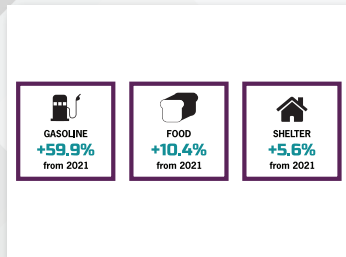 GASOLINE
+59.9%
from 2021
FOOD
+10.4%
from 2021
SHELTER
+5.6%
from 2021